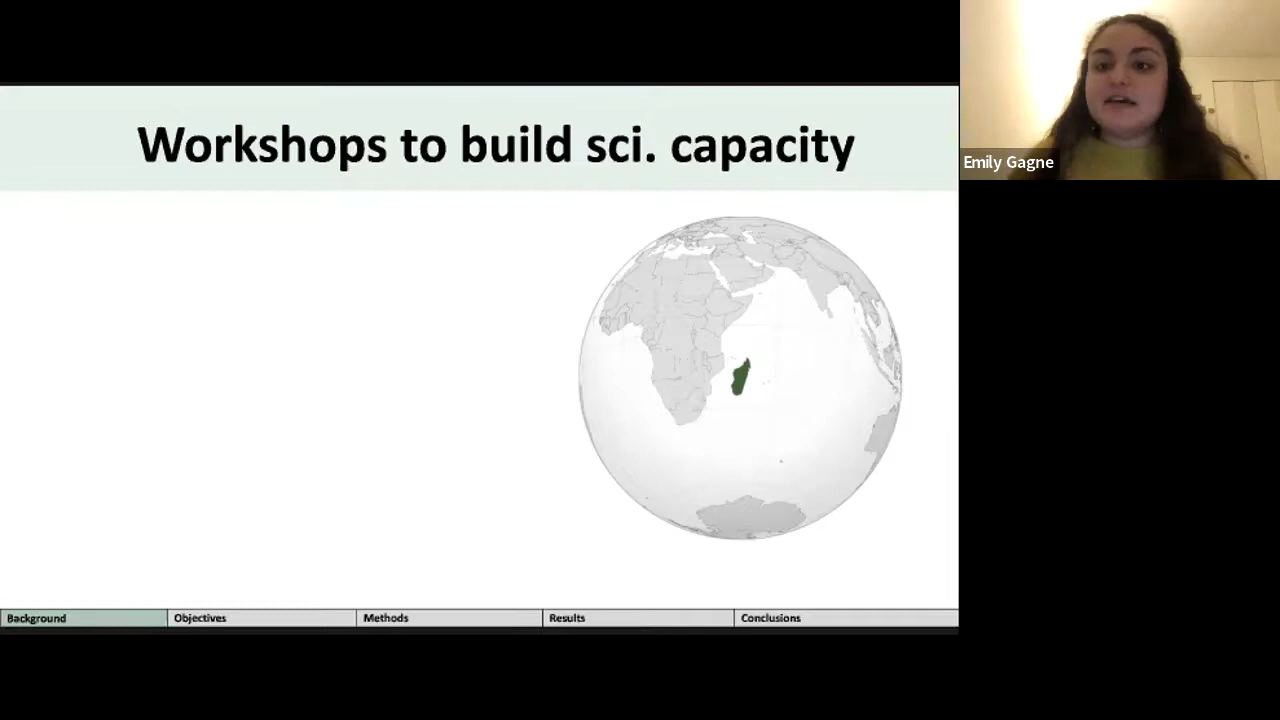 Workshops to build sci. capacity
Emily Gagne
Background
Objectives
Methods
Results
Conclusions